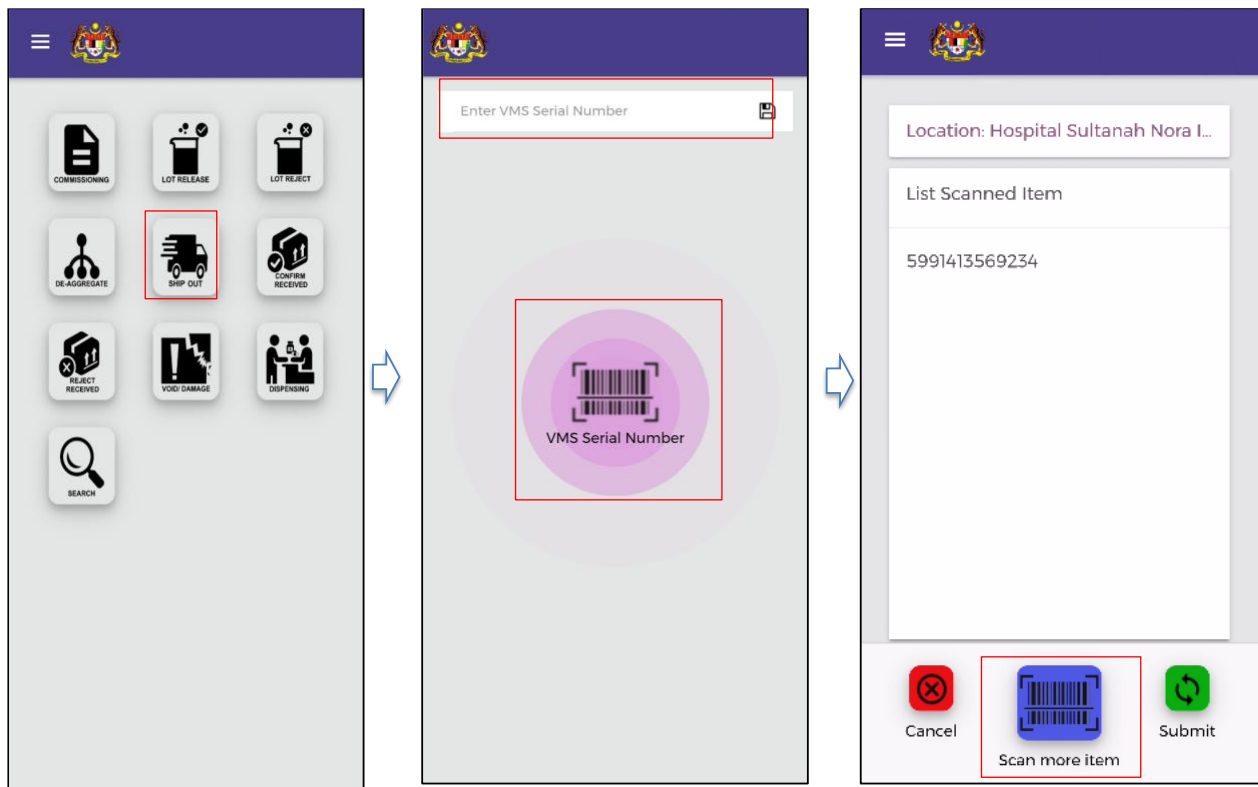 COMMISSIONING
LOT RELEASE
LOT REJECT
DE-AGGREGATE
SHIP OUT
CONFIRM
RECEIVED
REJECT
RECEIVED
VOID/ DAMAGE
DISPENSING
SEARCH
Enter VMS Serial Number
VMS Serial Number
Location: Hospital Sultanah Nora I...
List Scanned Item
5991413569234
Cancel
Scan more item
Submit